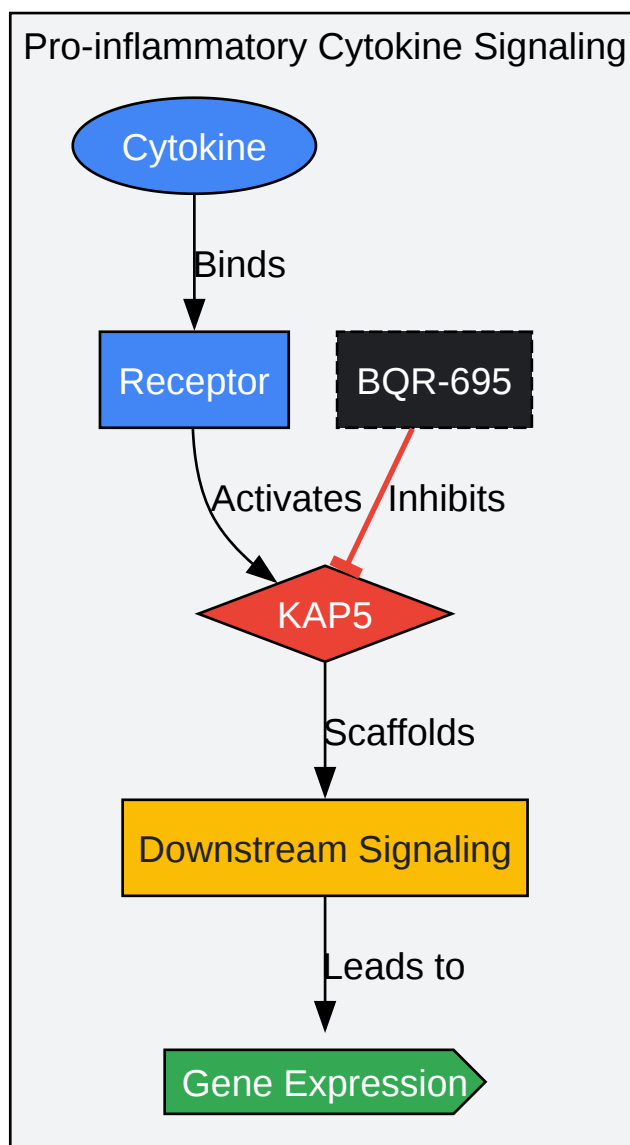 Pro-inflammatory Cytokine Signaling
Cytokine
Binds
Receptor
BQR-695
Activates
Inhibits
KAP5
Scaffolds
Downstream Signaling
Leads to
Gene Expression